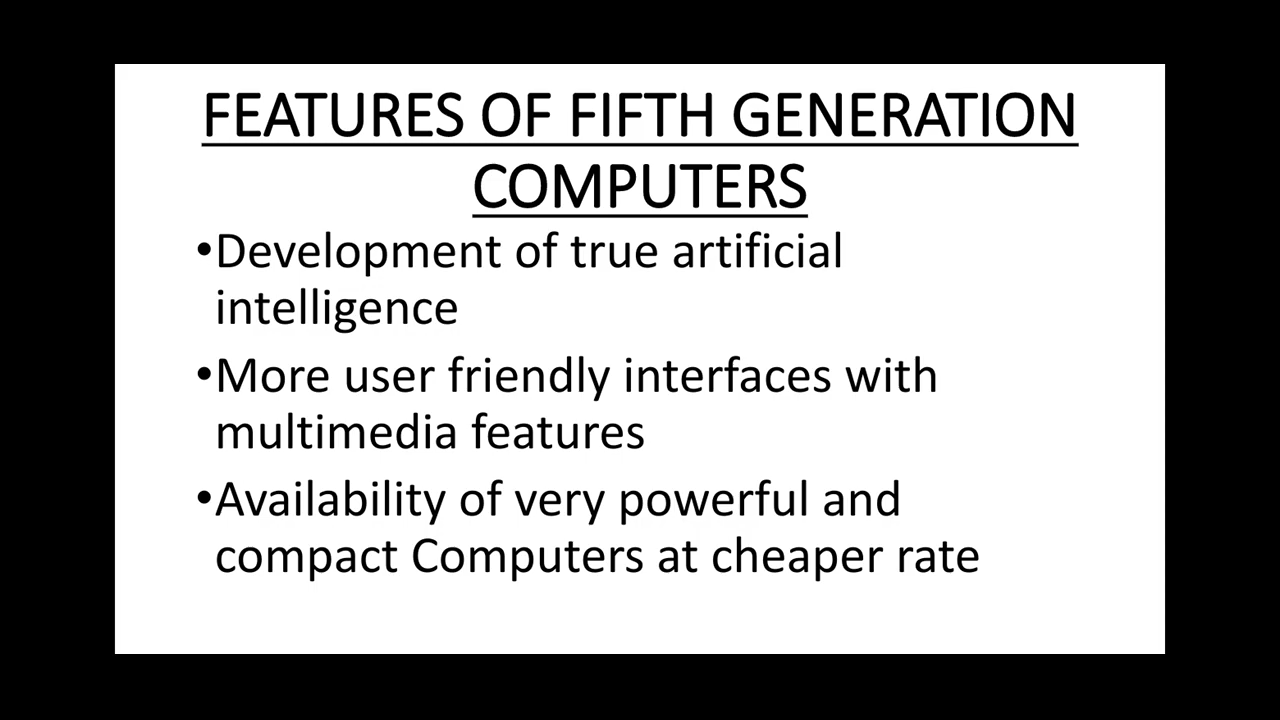 FEATURES OF FIFTH GENERATION
COMPUTERS
•Development of true artificial
intelligence
•More user friendly interfaces with
multimedia features
•Availability of very powerful and
compact Computers at cheaper rate